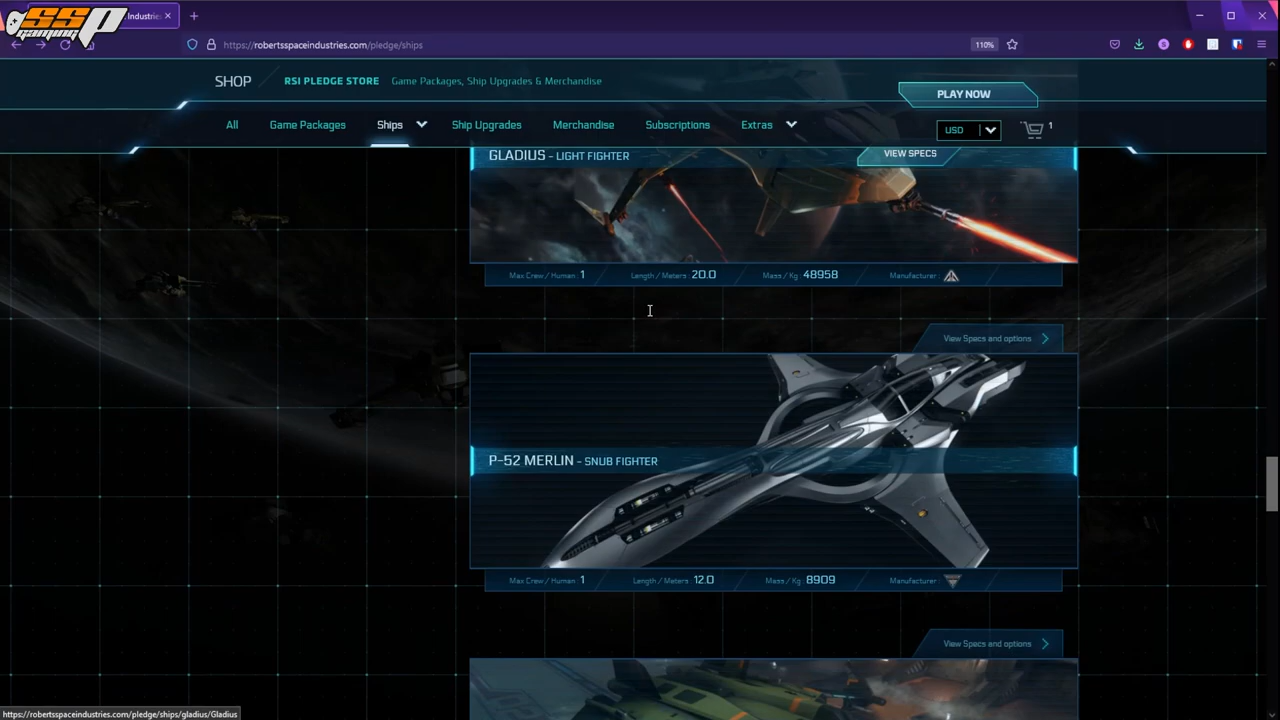 SSP
GAMING
Industries
https://robertsspaceindustries.com/pledge/ships
110%
SHOP
RSI PLEDGE STORE
Game Packages, Ship Upgrades & Merchandise
PLAY NOW
All
Game Packages
Ships
Ship Upgrades
Merchandise
Subscriptions
Extras
USD
1
GLADIUS - LIGHT FIGHTER
VIEW SPECS
Max Crew / Human : 1
Length / Meters : 20.0
Mass / Kg : 48958
Manufacturer :
View Specs and options
P-52 MERLIN - SNUB FIGHTER
Max Crew / Human : 1
Length / Meters : 12.0
Mass / Kg : 8909
Manufacturer :
View Specs and options
https://robertsspaceindustries.com/pledge/ships/gladius/Gladius